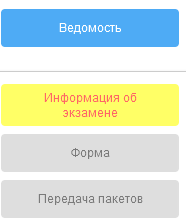 Ведомость
Информация об
экзамене
Форма
Передача пакетов